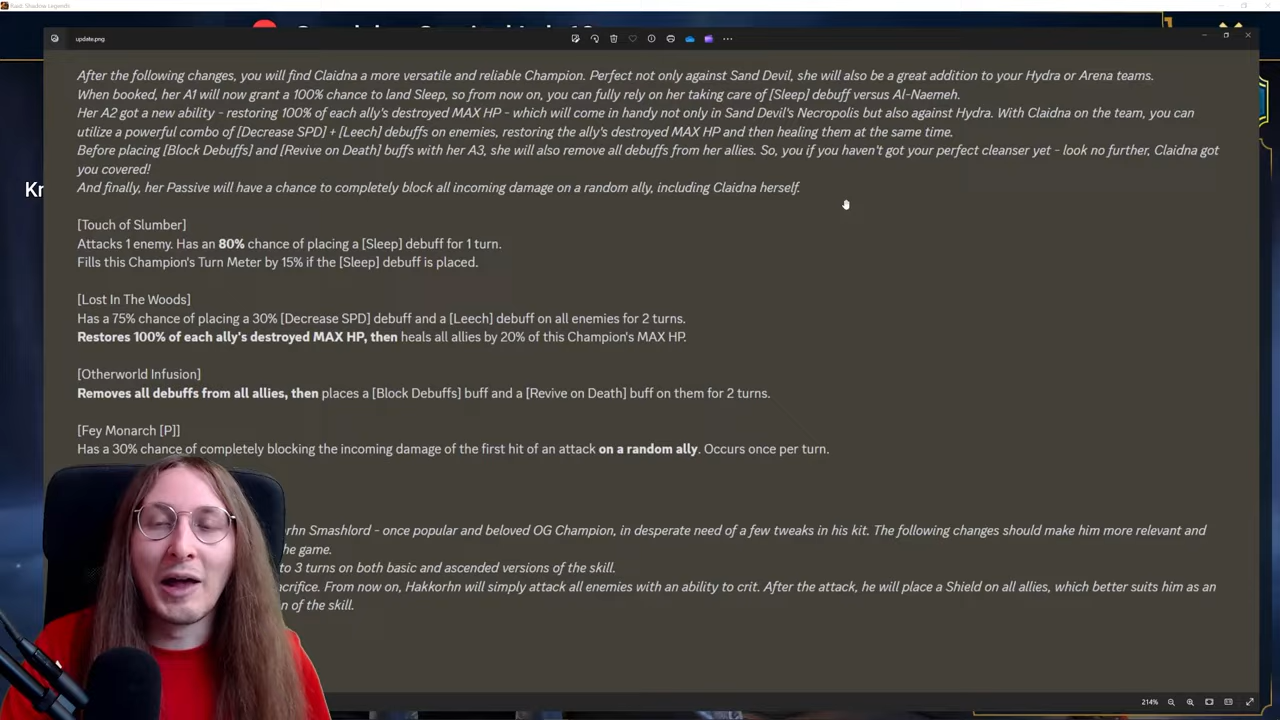 Raid: Shadow Legends
update.png
After the following changes, you will find Claidna a more versatile and reliable Champion. Perfect not only against Sand Devil, she will also be a great addition to your Hydra or Arena teams.
When booked, her A1 will now grant a 100% chance to land Sleep, so from now on, you can fully rely on her taking care of [Sleep] debuff versus Al-Naemeh.
Her A2 got a new ability - restoring 100% of each ally's destroyed MAX HP - which will come in handy not only in Sand Devil's Necropolis but also against Hydra. With Claidna on the team, you can
utilize a powerful combo of [Decrease SPD] + [Leech] debuffs on enemies, restoring the ally's destroyed MAX HP and then healing them at the same time.
Before placing [Block Debuffs] and [Revive on Death] buffs with her A3, she will also remove all debuffs from her allies. So, you if you haven't got your perfect cleanser yet - look no further, Claidna got
you covered!
And finally, her Passive will have a chance to completely block all incoming damage on a random ally, including Claidna herself.
Kr
[Touch of Slumber]
Attacks 1 enemy. Has an 80% chance of placing a [Sleep] debuff for 1 turn.
Fills this Champion's Turn Meter by 15% if the [Sleep] debuff is placed.
[Lost In The Woods]
Has a 75% chance of placing a 30% [Decrease SPD] debuff and a [Leech] debuff on all enemies for 2 turns.
Restores 100% of each ally's destroyed MAX HP, then heals all allies by 20% of this Champion's MAX HP.
[Otherworld Infusion]
Removes all debuffs from all allies, then places a [Block Debuffs] buff and a [Revive on Death] buff on them for 2 turns.
[Fey Monarch [P]]
Has a 30% chance of completely blocking the incoming damage of the first hit of an attack on a random ally. Occurs once per turn.
orhn Smashlord - once popular and beloved OG Champion, in desperate need of a few tweaks in his kit. The following changes should make him more relevant and
he game.
to 3 turns on both basic and ascended versions of the skill.
acrifice. From now on, Hakkorhn will simply attack all enemies with an ability to crit. After the attack, he will place a Shield on all allies, which better suits him as an
n of the skill.
214%